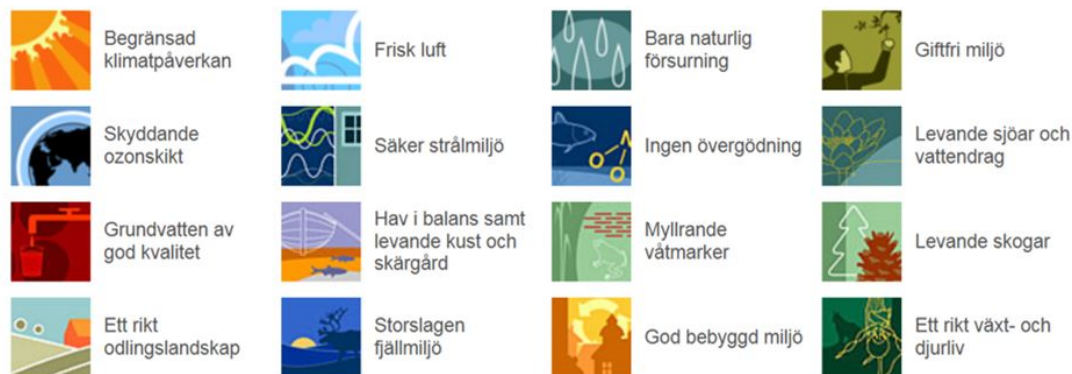 Begränsad
klimatpåverkan
Frisk luft
Bara naturlig
försurning
Giftfri miljö
Skyddande
ozonskikt
Säker strålmiljö
Ingen övergödning
Levande sjöar och
vattendrag
Grundvatten av
god kvalitet
Hav i balans samt
levande kust och
skärgård
Myllrande
våtmarker
Levande skogar
Ett rikt
odlingslandskap
Storslagen
fjällmiljö
God bebyggd miljö
Ett rikt växt- och
djurliv